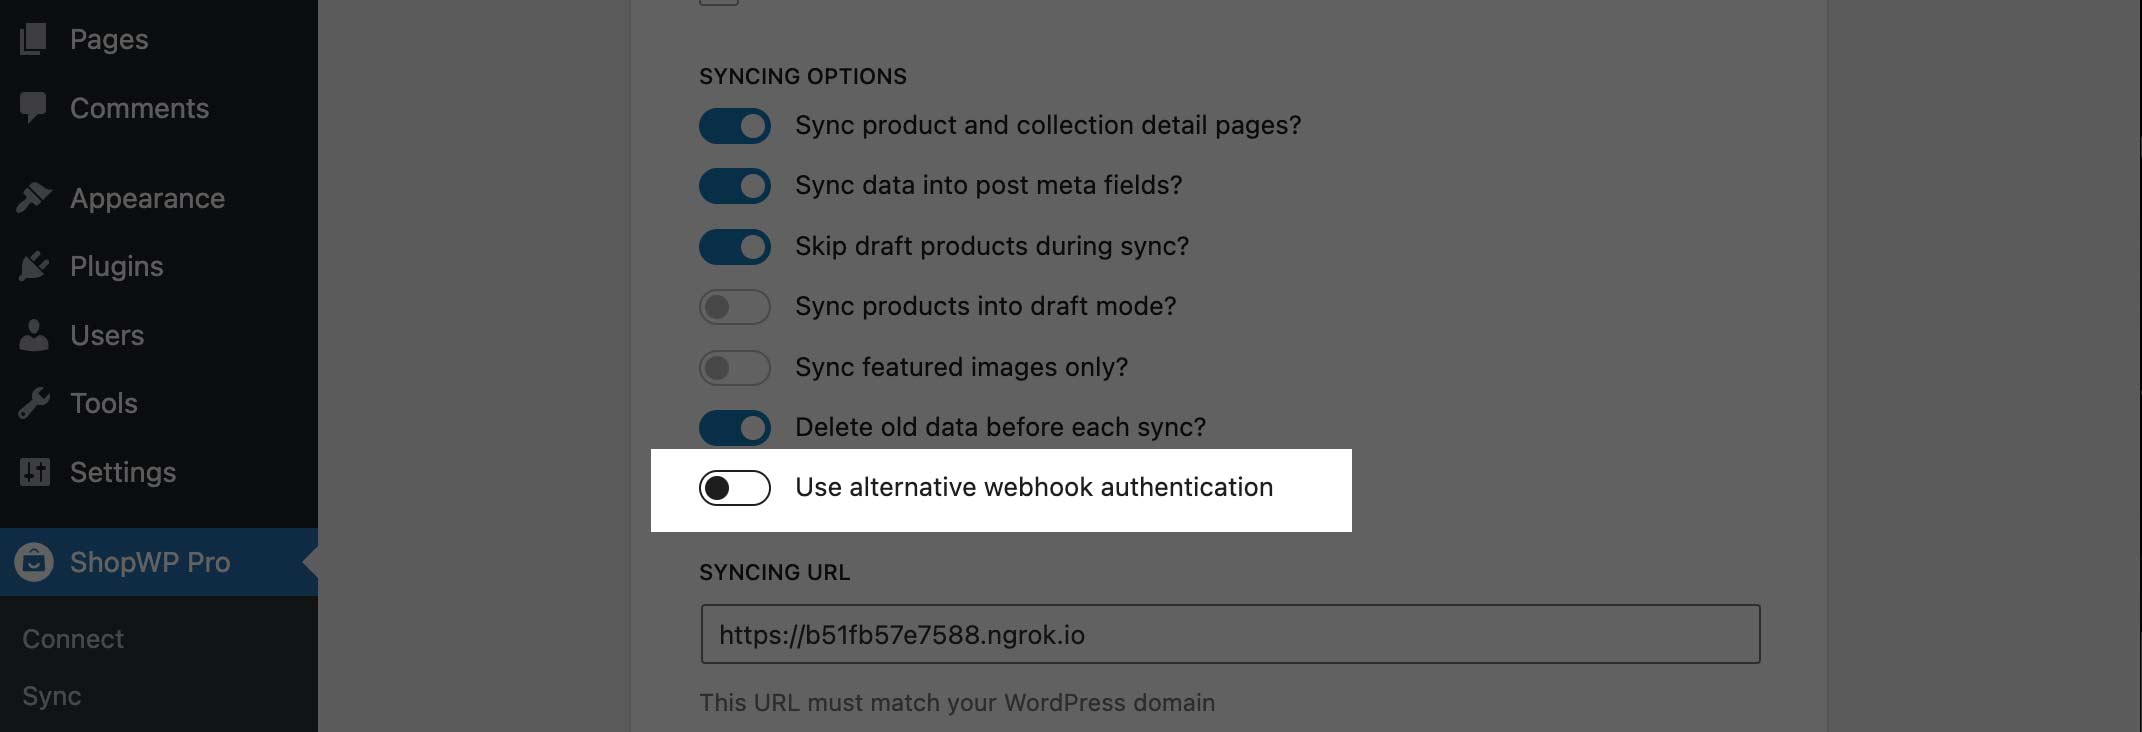 Pages
Comments
Appearance
Plugins
Users
Tools
Settings
ShopWP Pro
Connect
Sync
SYNCING OPTIONS
Sync product and collection detail pages?
Sync data into post meta fields?
Skip draft products during sync?
Sync products into draft mode?
Sync featured images only?
Delete old data before each sync?
Use alternative webhook authentication
SYNCING URL
https://b51fb57e7588.ngrok.io
This URL must match your WordPress domain